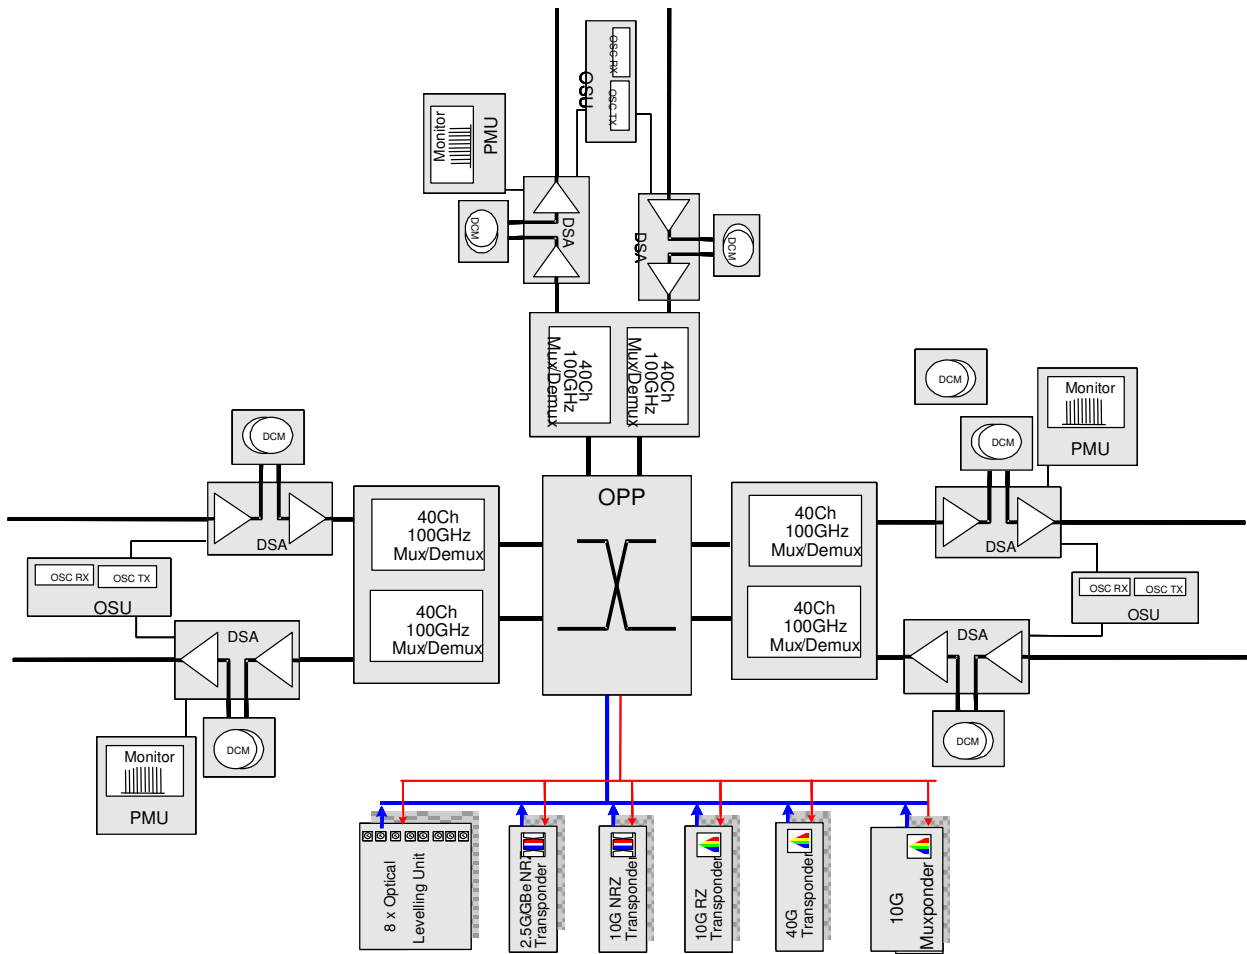 OSC RX
OSC TX
OSU
Monitor
PMU
DCM
DSA
DSA
DCM
40Ch
100GHz
Mux/Demux
40Ch
100GHz
Mux/Demux
DCM
Monitor
PMU
DCM
DCM
OPP
40Ch
100GHz
Mux/Demux
40Ch
100GHz
Mux/Demux
DSA
DSA
OSC RX
OSC TX
OSU
OSC RX
OSC TX
OSU
40Ch
100GHz
Mux/Demux
40Ch
100GHz
Mux/Demux
DSA
DSA
DCM
DCM
Monitor
PMU
8 x Optical
Levelling Unit
2.5G/GBeNRZ
Transponder
10G NRZ
Transponder
10G RZ
Transponder
40G
Transponder
10G
Muxponder